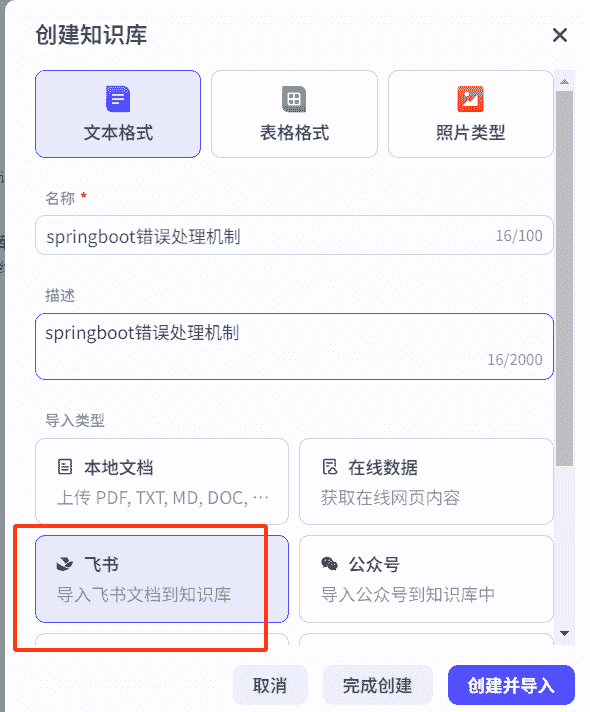 创建知识库
文本格式
表格格式
照片类型
名称 *
springboot错误处理机制
16/100
描述
springboot错误处理机制
16/2000
导入类型
本地文档
上传 PDF, TXT, MD, DOC, ···
在线数据
获取在线网页内容
飞书
导入飞书文档到知识库
公众号
导入公众号到知识库中
取消
完成创建
创建并导入